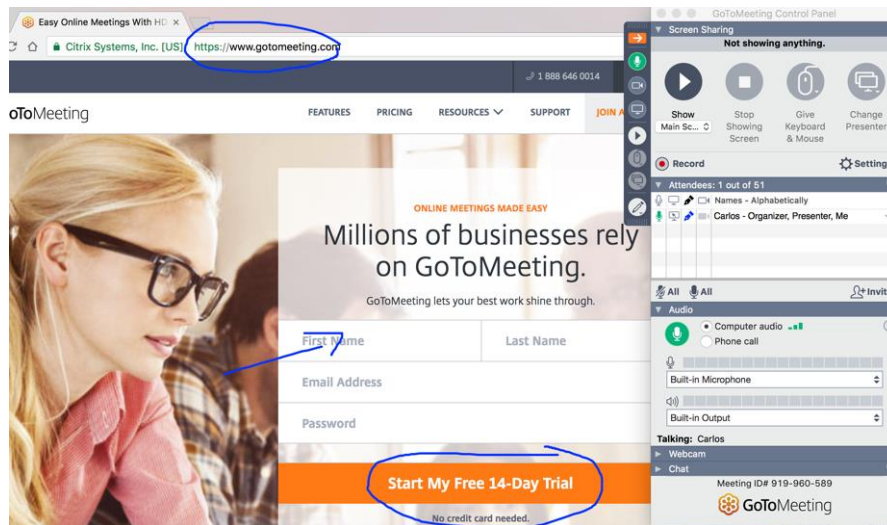 Easy Online Meetings With HD
Citrix Systems, Inc. [US] https://www.gotomeeting.com
1 888 646 0014
oToMeeting
FEATURES PRICING RESOURCES SUPPORT JOIN A
ONLINE MEETINGS MADE EASY
Millions of businesses rely
on GoToMeeting.
GoToMeeting lets your best work shine through.
First Name Last Name
Email Address
Password
Start My Free 14-Day Trial
No credit card needed.
GoToMeeting Control Panel
Screen Sharing
Not showing anything.
Show
Main Sc...
Stop
Showing
Screen
Give
Keyboard
& Mouse
Change
Presenter
Record Setting
Attendees: 1 out of 51
Names - Alphabetically
Carlos - Organizer, Presenter, Me
All All Invit
Audio
Computer audio
Phone call
Built-in Microphone
Built-in Output
Talking: Carlos
Webcam
Chat
Meeting ID# 919-960-589
GoToMeeting